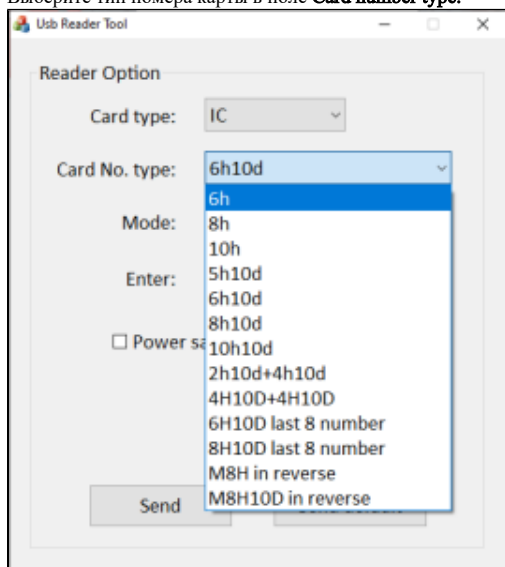 Выберите тип номера карты в поле Card number type.
Usb Reader Tool
Reader Option
Card type: IC
Card No. type: 6h10d
6h
8h
Mode:
10h
5h10d
Enter:
6h10d
8h10d
Power
10h10d
2h10d+4h10d
4H10D+4H10D
6H10D last 8 number
8H10D last 8 number
M8H in reverse
M8H10D in reverse
Send